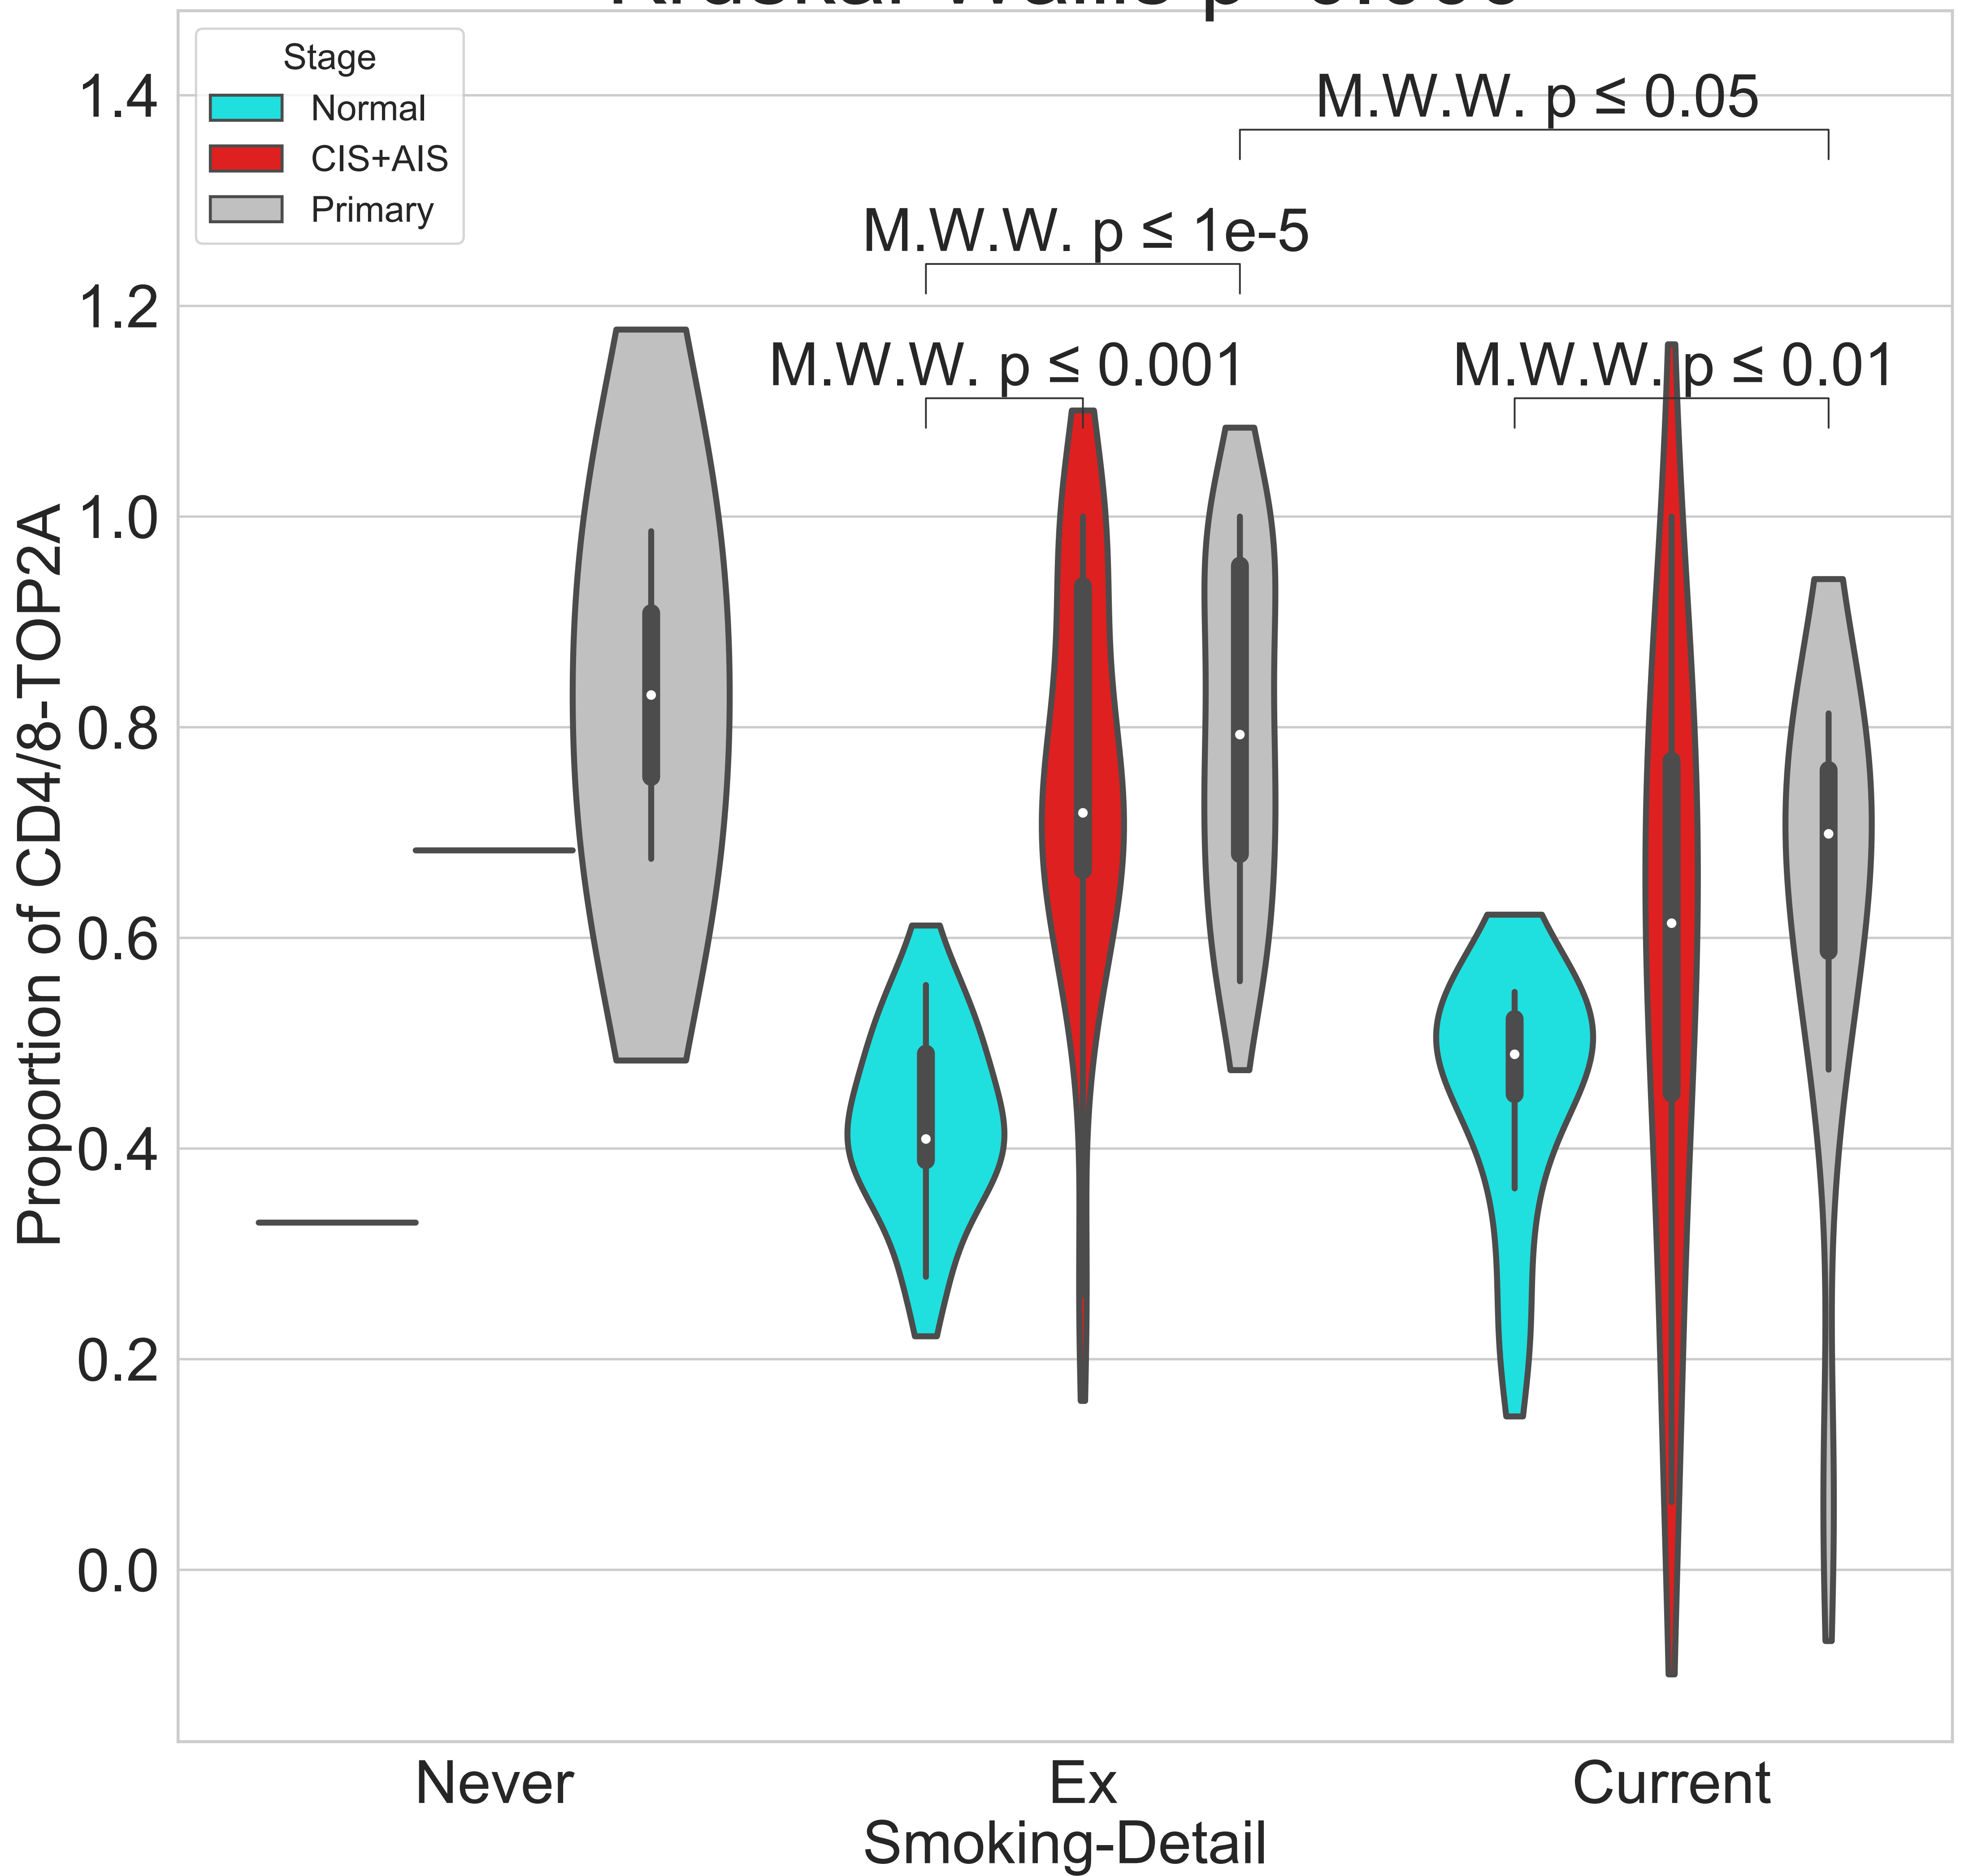 Stage
Normal
CIS+AIS
Primary
M.W.W. p ≤ 0.05
M.W.W. p ≤ 1e-5
M.W.W. p ≤ 0.001
M.W.W. p ≤ 0.01
Proportion of CD4/8-TOP2A
1.4
1.2
1.0
0.8
0.6
0.4
0.2
0.0
Never
Ex
Current
Smoking-Detail